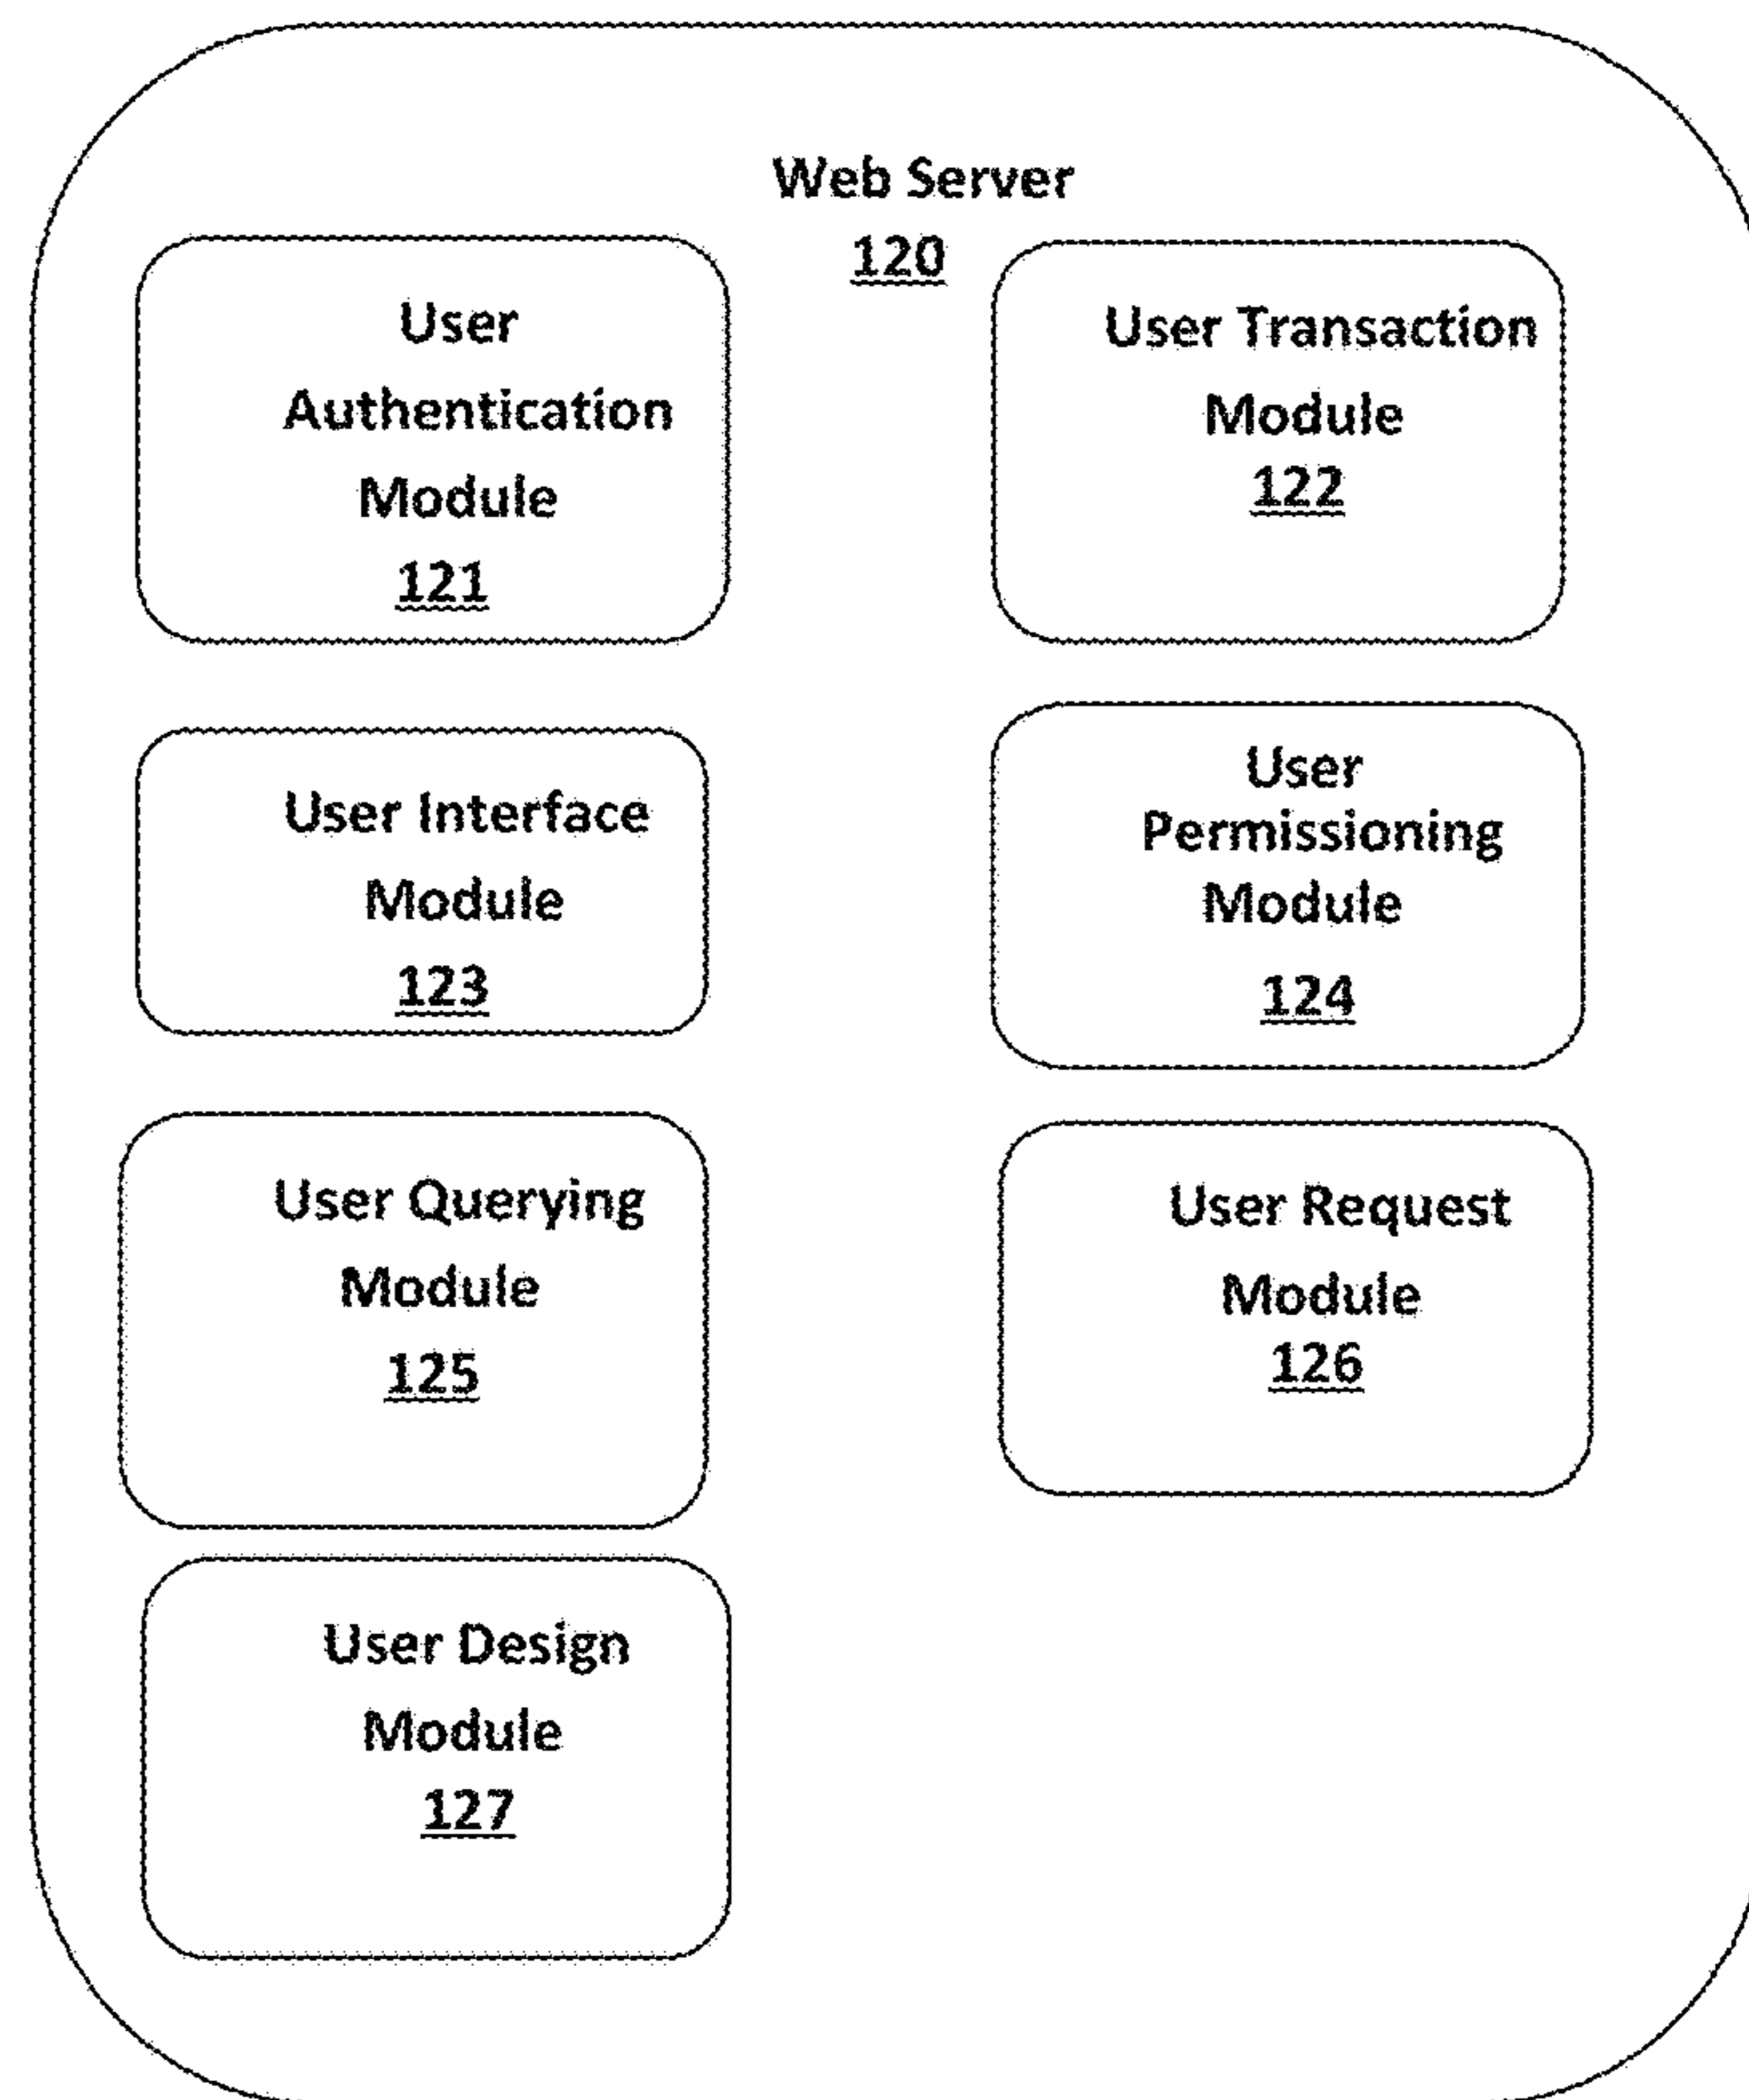 Web Server
120
User
Authentication
Module
121
User Transaction
Module
122
User Interface
Module
123
User
Permissioning
Module
124
User Querying
Module
125
User Request
Module
126
User Design
Module
127